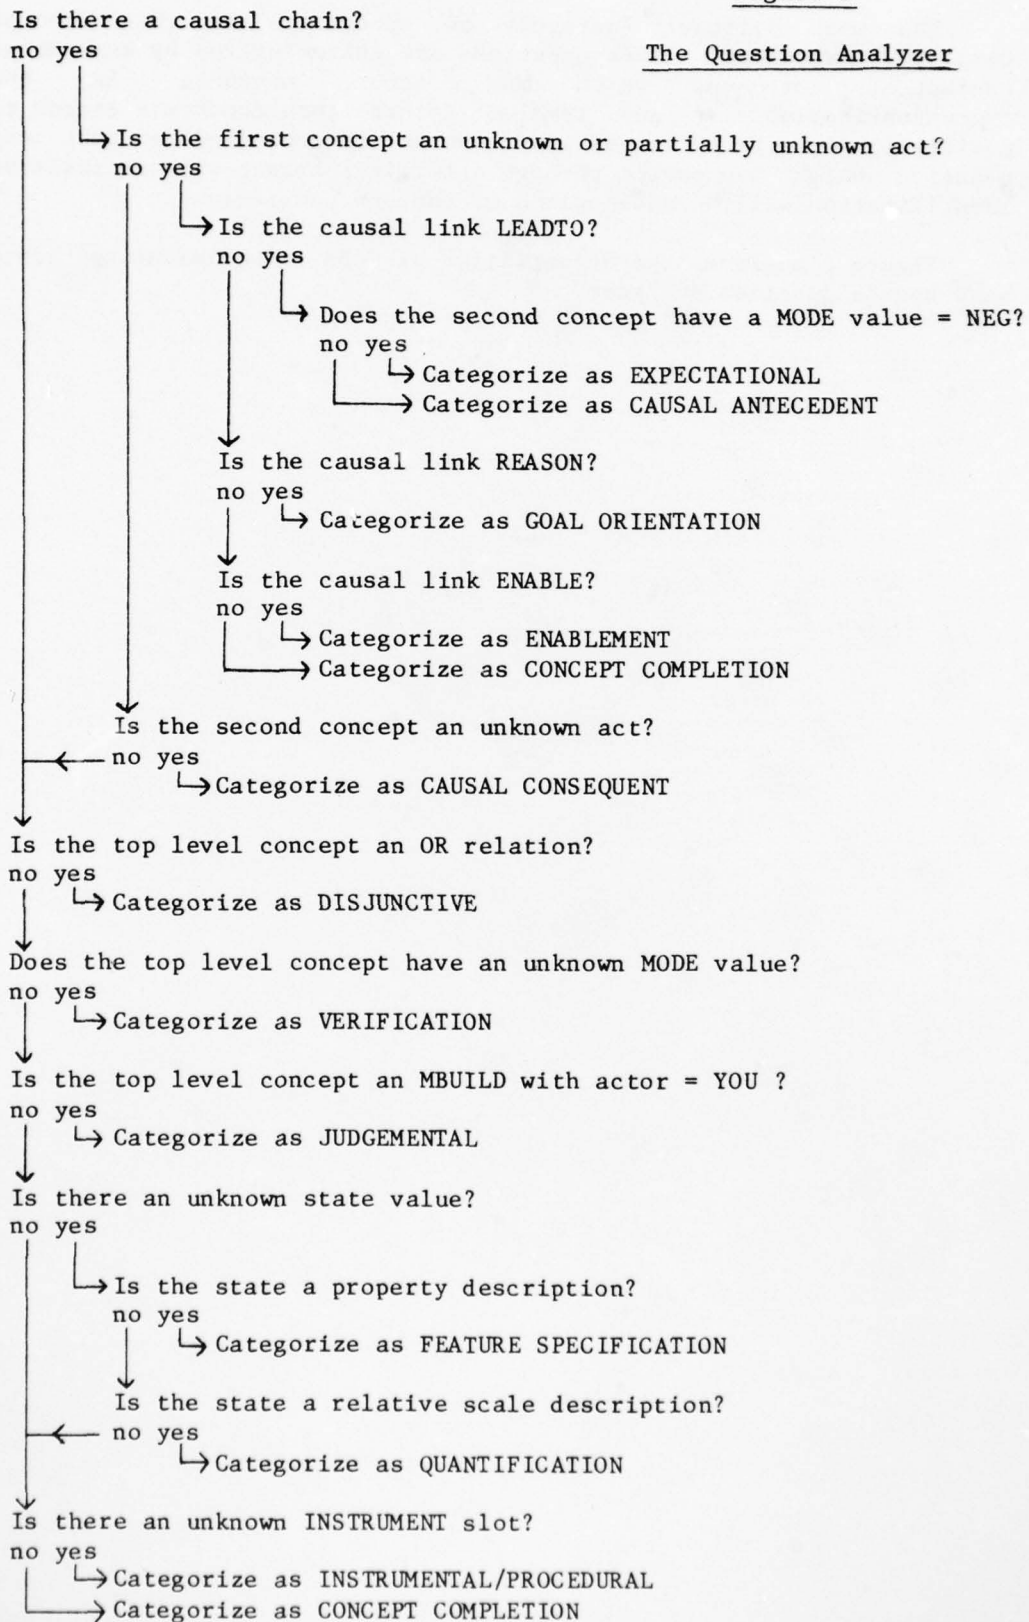 Is there a causal chain?
no yes
The Question Analyzer
Is the first concept an unknown or partially unknown act?
no yes
Is the causal link LEADTO?
no yes
Does the second concept have a MODE value = NEG?
no yes
Categorize as EXPECTATIONAL
Categorize as CAUSAL ANTECEDENT
Is the causal link REASON?
no yes
Categorize as GOAL ORIENTATION
Is the causal link ENABLE?
no yes
Categorize as ENABLEMENT
Categorize as CONCEPT COMPLETION
Is the second concept an unknown act?
no yes
Categorize as CAUSAL CONSEQUENT
Is the top level concept an OR relation?
no yes
Categorize as DISJUNCTIVE
Does the top level concept have an unknown MODE value?
no yes
Categorize as VERIFICATION
Is the top level concept an MBUILD with actor = YOU ?
no yes
Categorize as JUDGEMENTAL
Is there an unknown state value?
no yes
Is the state a property description?
no yes
Categorize as FEATURE SPECIFICATION
Is the state a relative scale description?
no yes
Categorize as QUANTIFICATION
Is there an unknown INSTRUMENT slot?
no yes
Categorize as INSTRUMENTAL/PROCEDURAL
Categorize as CONCEPT COMPLETION